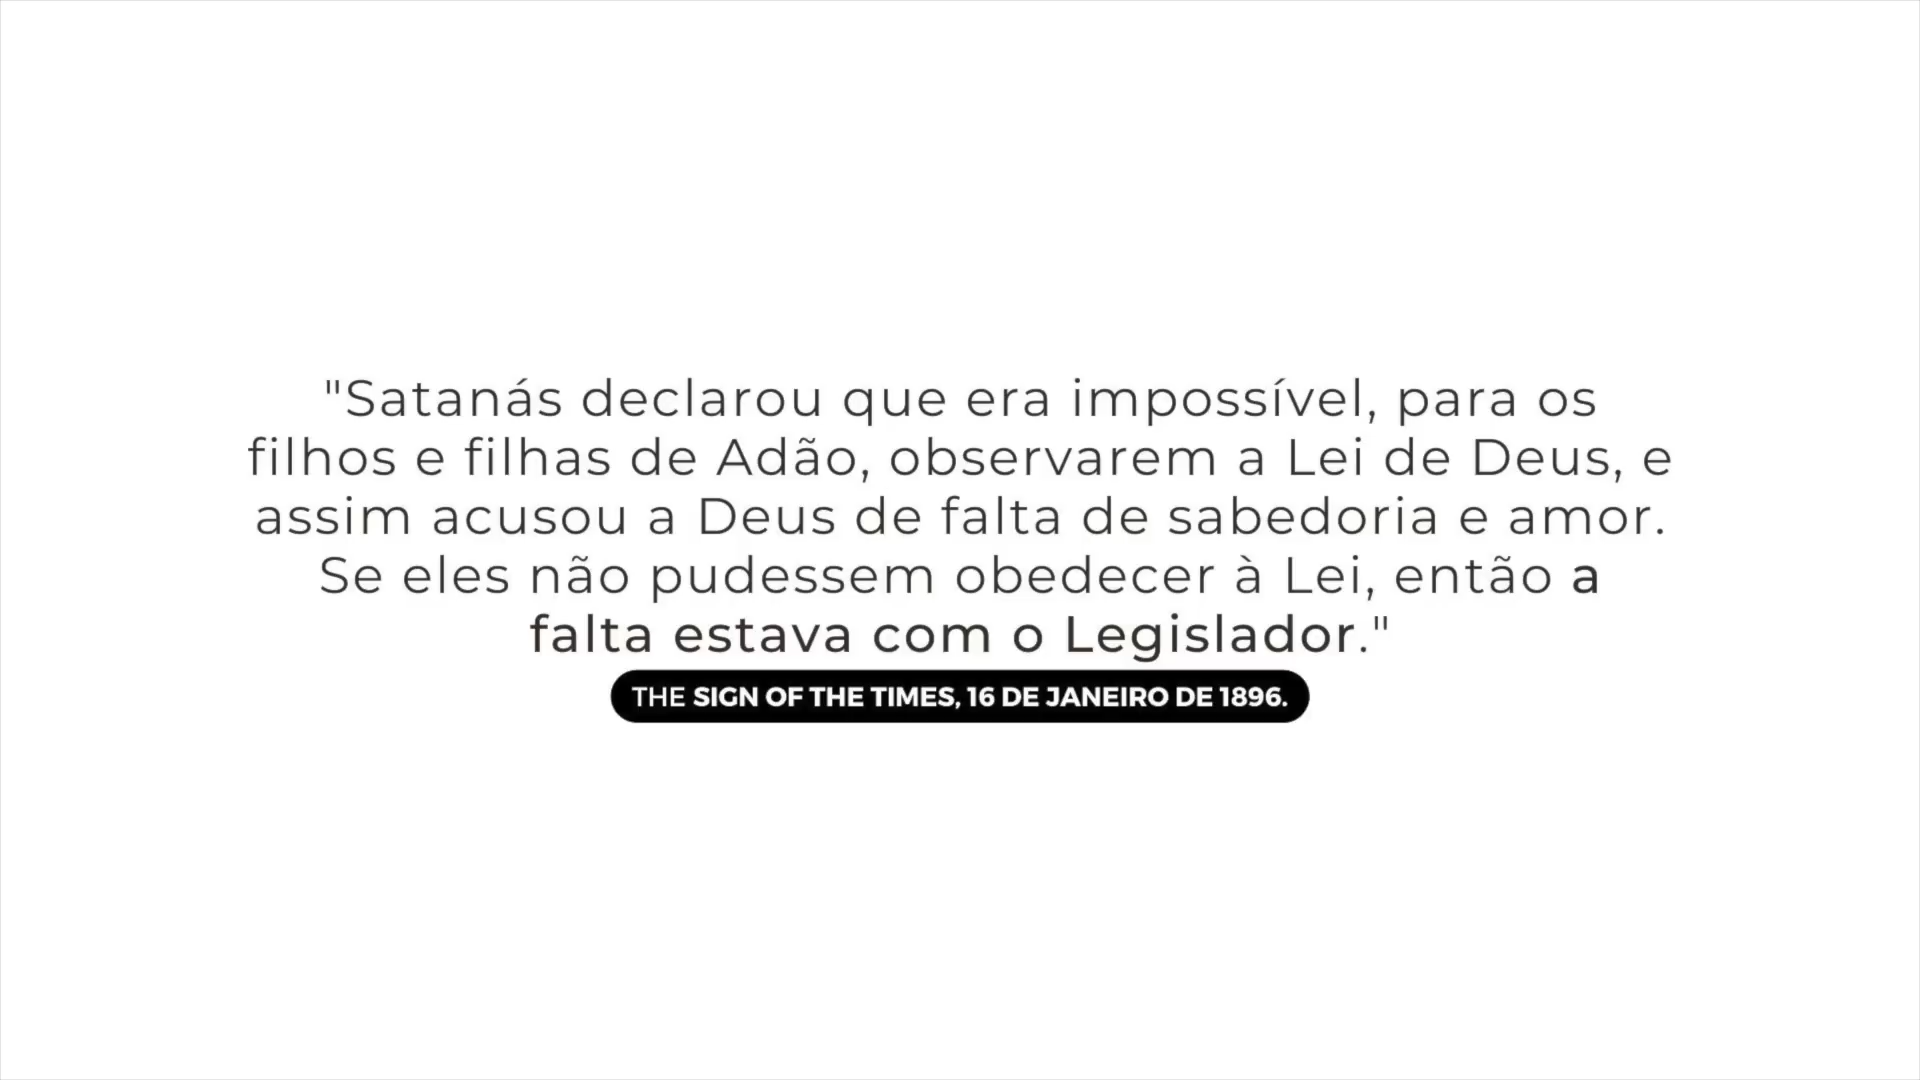 "Satanás declarou que era impossível, para os
filhos e filhas de Adão, observarem a Lei de Deus, e
assim acusou a Deus de falta de sabedoria e amor.
Se eles não pudessem obedecer à Lei, então a
falta estava com o Legislador."
THE SIGN OF THE TIMES, 16 DE JANEIRO DE 1896.